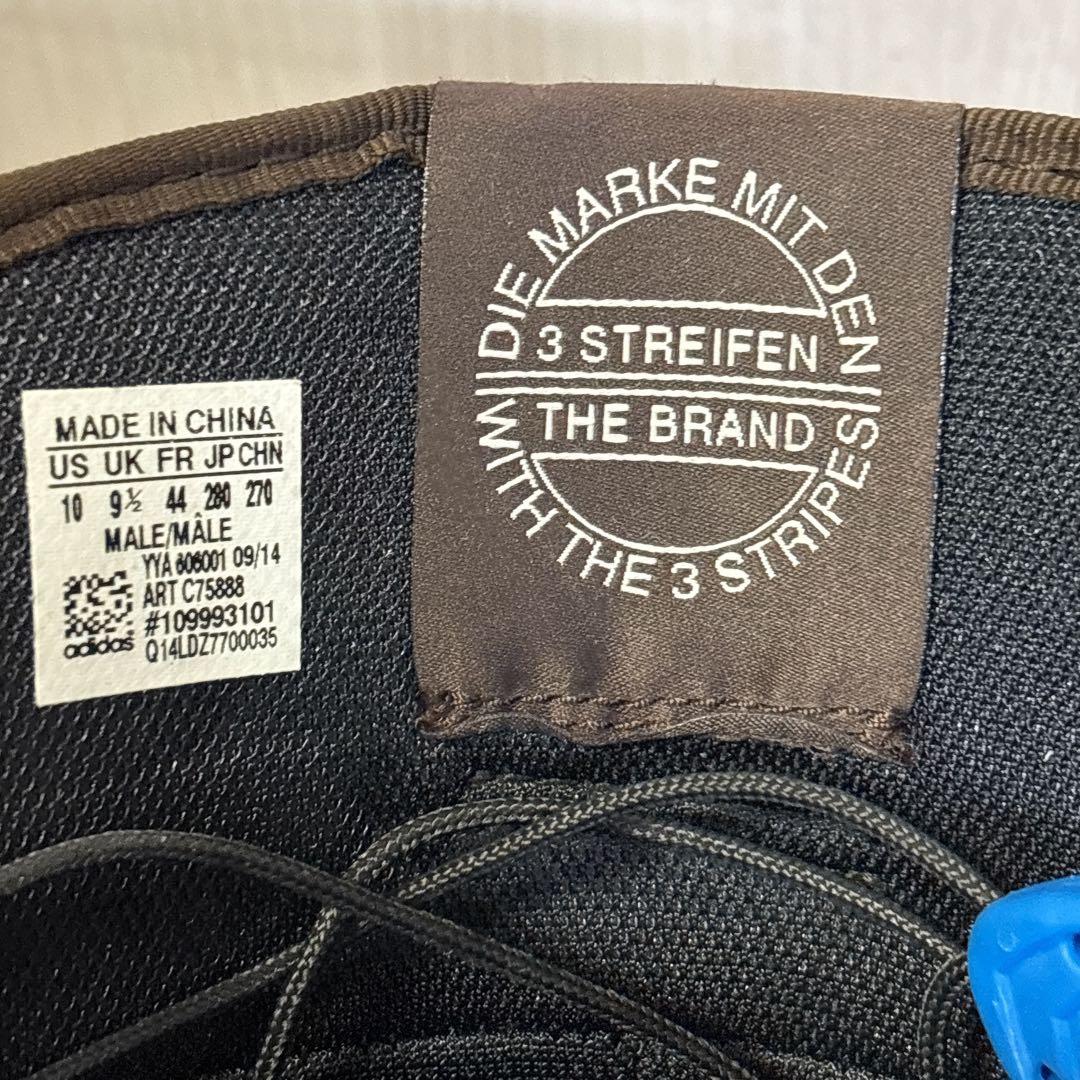 MADE IN CHINA
US UK FR JP CHN
10 9½ 44 280 270
MALE/MÂLE
YYA 606001 09/14
ART C75888
#109993101
adidas Q14LDZ7700035
DIE MARKE MIT DEN
3 STREIFEN
THE BRAND
WITH THE 3 STRIPES